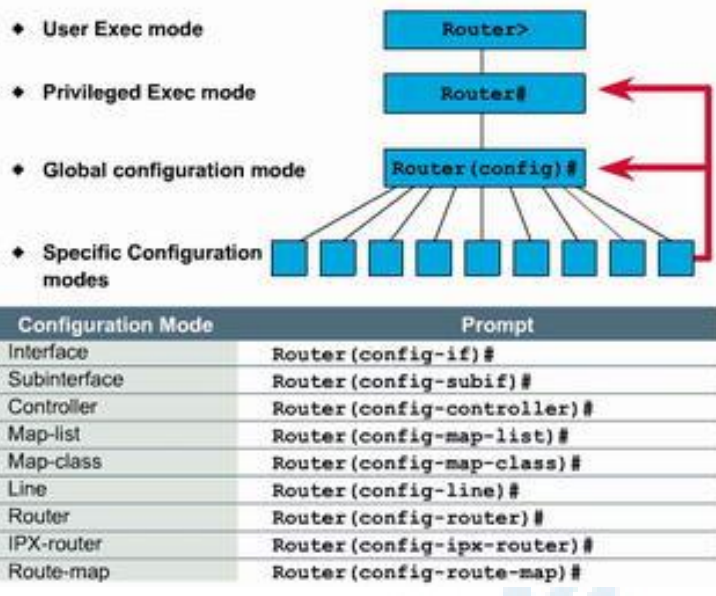 ◆ User Exec mode Router>
◆ Privileged Exec mode Router#
◆ Global configuration mode Router(config)#
◆ Specific Configuration
modes
Configuration Mode Prompt
Interface Router(config-if)#
Subinterface Router(config-subif)#
Controller Router(config-controller)#
Map-list Router(config-map-list)#
Map-class Router(config-map-class)#
Line Router(config-line)#
Router Router(config-router)#
IPX-router Router(config-ipx-router)#
Route-map Router(config-route-map)#